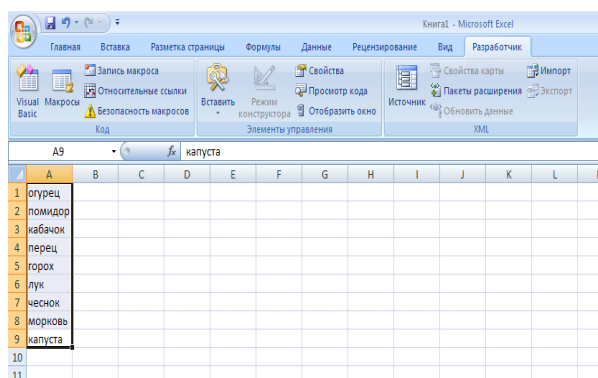 Книга1 - Microsoft Excel
Главная Вставка Разметка страницы Формулы Данные Рецензирование Вид Разработчик
Visual Basic
Макросы
Запись макроса
Относительные ссылки
Безопасность макросов
Код
Вставить
Режим конструктора
Свойства
Просмотр кода
Отобразить окно
Элементы управления
Источник
Свойства карты
Пакеты расширения
Обновить данные
Импорт
Экспорт
XML
A9 fx капуста
A B C D E F G H I J K L
1 огурец
2 помидор
3 кабачок
4 перец
5 горох
6 лук
7 чеснок
8 морковь
9 капуста
10
11